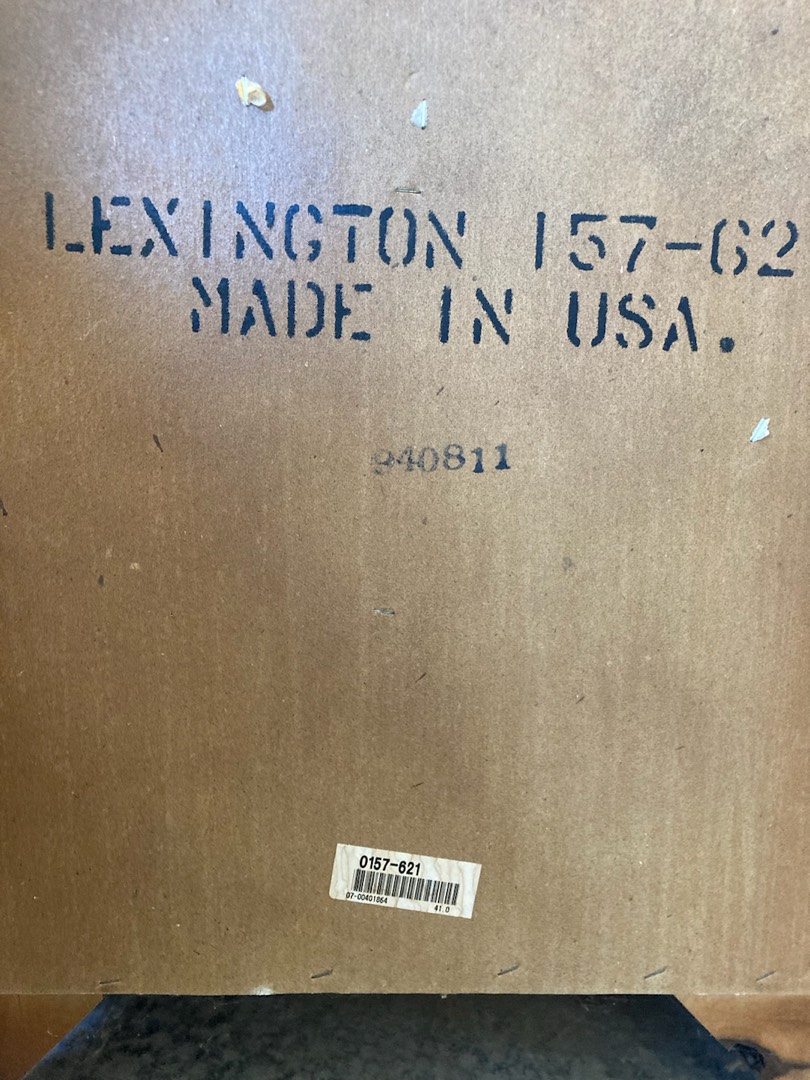 LEXINGTON 157-62
MADE IN USA.
940811
0157-621
07-00401864
41.0